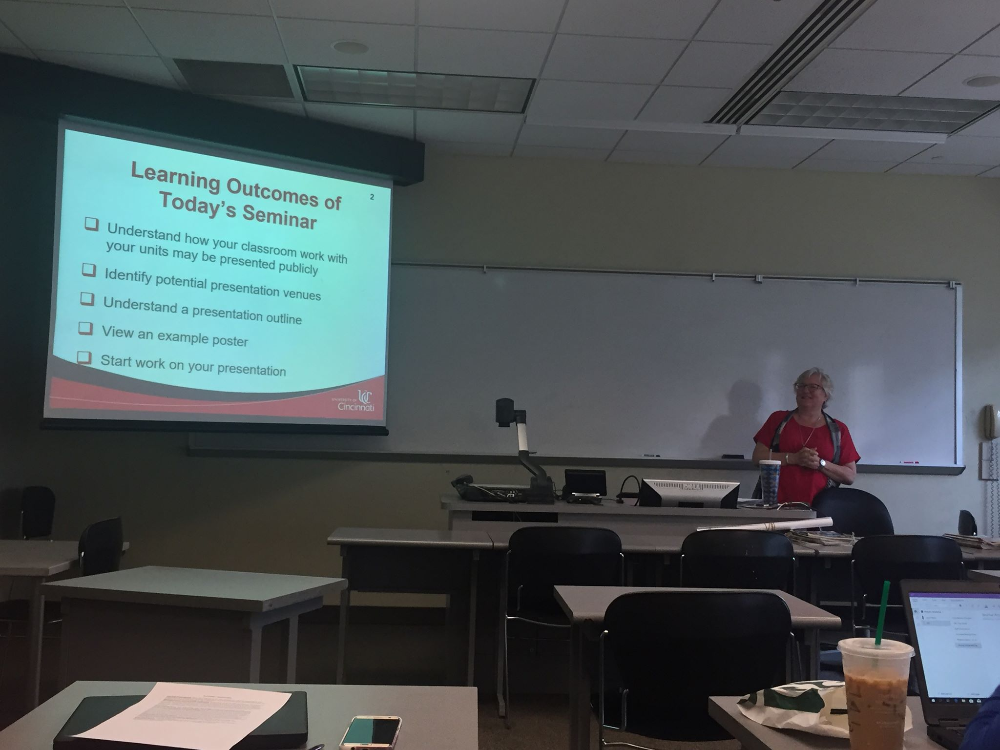 Learning Outcomes of
Today's Seminar
2
Understand how your classroom work with
your units may be presented publicly
Identify potential presentation venues
Understand a presentation outline
View an example poster
Start work on your presentation
UC
UNIVERSITY OF
Cincinnati